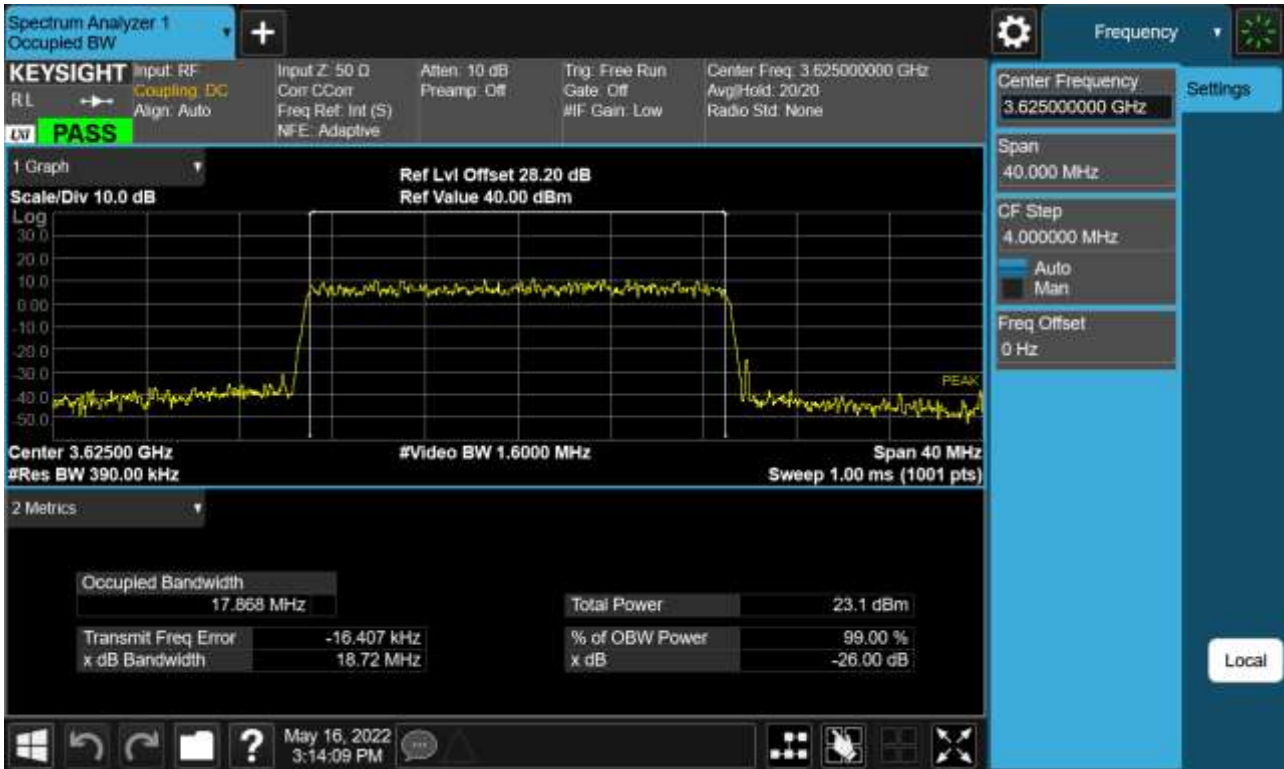 Spectrum Analyzer 1
Occupied BW
Frequency
KEYSIGHT
RL
LXI
PASS
Input: RF
Coupling: DC
Align: Auto
Input Z: 50 Ω
Corr CCorr
Freq Ref: Int (S)
NFE: Adaptive
Atten: 10 dB
Preamp: Off
Trig: Free Run
Gate: Off
#IF Gain: Low
Center Freq: 3.625000000 GHz
Avg|Hold: 20/20
Radio Std: None
1 Graph
Scale/Div 10.0 dB
Ref Lvl Offset 28.20 dB
Ref Value 40.00 dBm
Log
30.0
20.0
10.0
0.00
-10.0
-20.0
-30.0
-40.0
-50.0
PEAK
Center 3.62500 GHz
#Video BW 1.6000 MHz
Span 40 MHz
#Res BW 390.00 kHz
Sweep 1.00 ms (1001 pts)
2 Metrics
Occupied Bandwidth
17.868 MHz
Total Power 23.1 dBm
Transmit Freq Error -16.407 kHz
% of OBW Power 99.00 %
x dB Bandwidth 18.72 MHz
x dB -26.00 dB
May 16, 2022
3:14:09 PM
Center Frequency
3.625000000 GHz
Settings
Span
40.000 MHz
CF Step
4.000000 MHz
Auto
Man
Freq Offset
0 Hz
Local